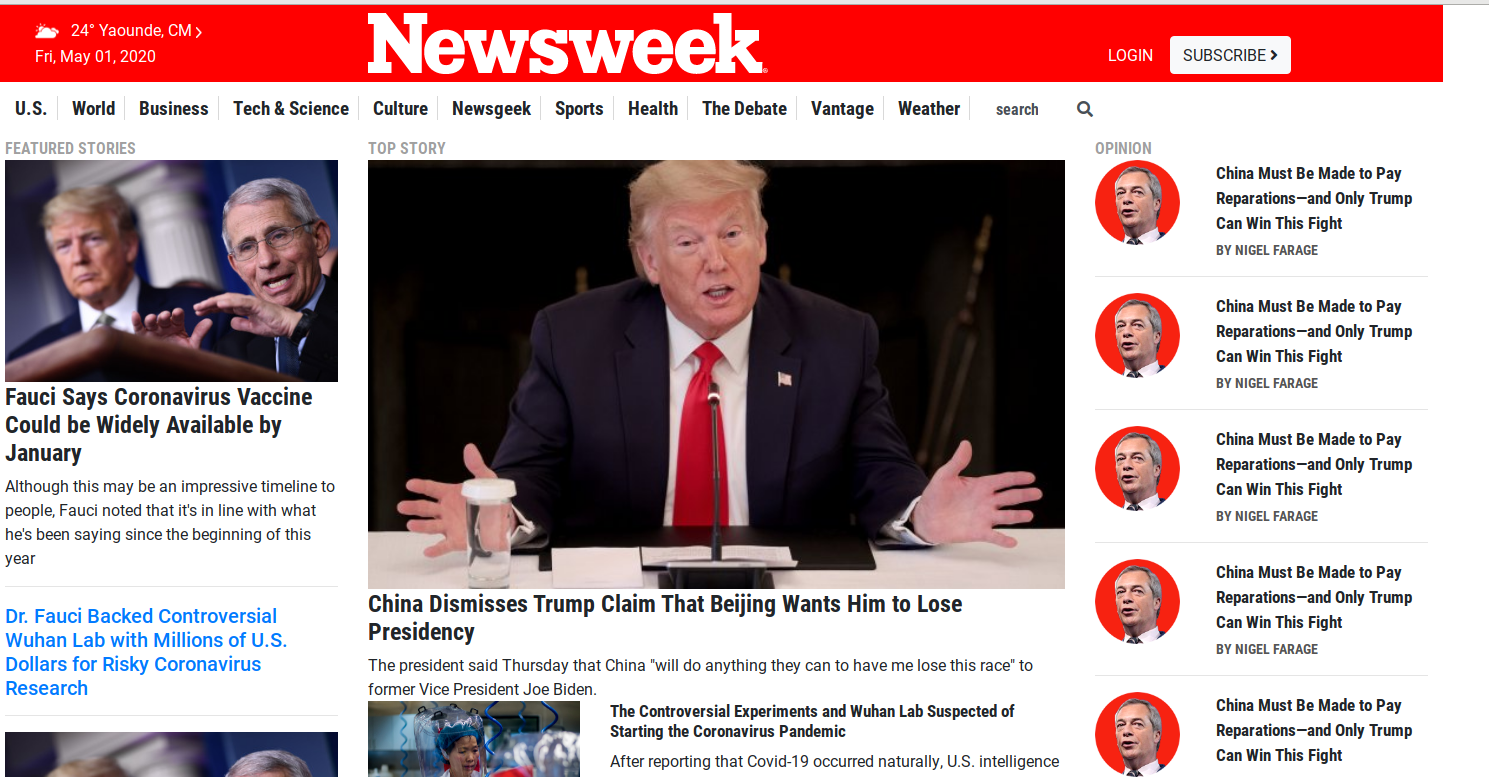 24° Yaounde, CM
Fri, May 01, 2020
Newsweek
LOGIN
SUBSCRIBE
U.S.
World
Business
Tech & Science
Culture
Newsgeek
Sports
Health
The Debate
Vantage
Weather
search
FEATURED STORIES
Fauci Says Coronavirus Vaccine
Could be Widely Available by
January
Although this may be an impressive timeline to
people, Fauci noted that it's in line with what
he's been saying since the beginning of this
year
Dr. Fauci Backed Controversial
Wuhan Lab with Millions of U.S.
Dollars for Risky Coronavirus
Research
TOP STORY
China Dismisses Trump Claim That Beijing Wants Him to Lose
Presidency
The president said Thursday that China "will do anything they can to have me lose this race" to
former Vice President Joe Biden.
The Controversial Experiments and Wuhan Lab Suspected of
Starting the Coronavirus Pandemic
After reporting that Covid-19 occurred naturally, U.S. intelligence
OPINION
China Must Be Made to Pay
Reparations—and Only Trump
Can Win This Fight
BY NIGEL FARAGE
China Must Be Made to Pay
Reparations—and Only Trump
Can Win This Fight
BY NIGEL FARAGE
China Must Be Made to Pay
Reparations—and Only Trump
Can Win This Fight
BY NIGEL FARAGE
China Must Be Made to Pay
Reparations—and Only Trump
Can Win This Fight
BY NIGEL FARAGE
China Must Be Made to Pay
Reparations—and Only Trump
Can Win This Fight